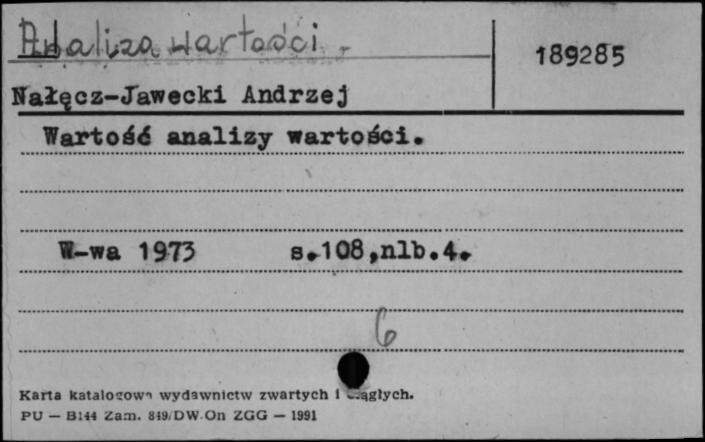 Analiza wartości.
189285
Nałęcz-Jawecki Andrzej
Wartość analizy wartości.
W-wa 1973 s.108,nlb.4.
6
Karta katalogowa wydawnictw zwartych i ciągłych.
PU — B144 Zam. 849/DW.On ZGG — 1991